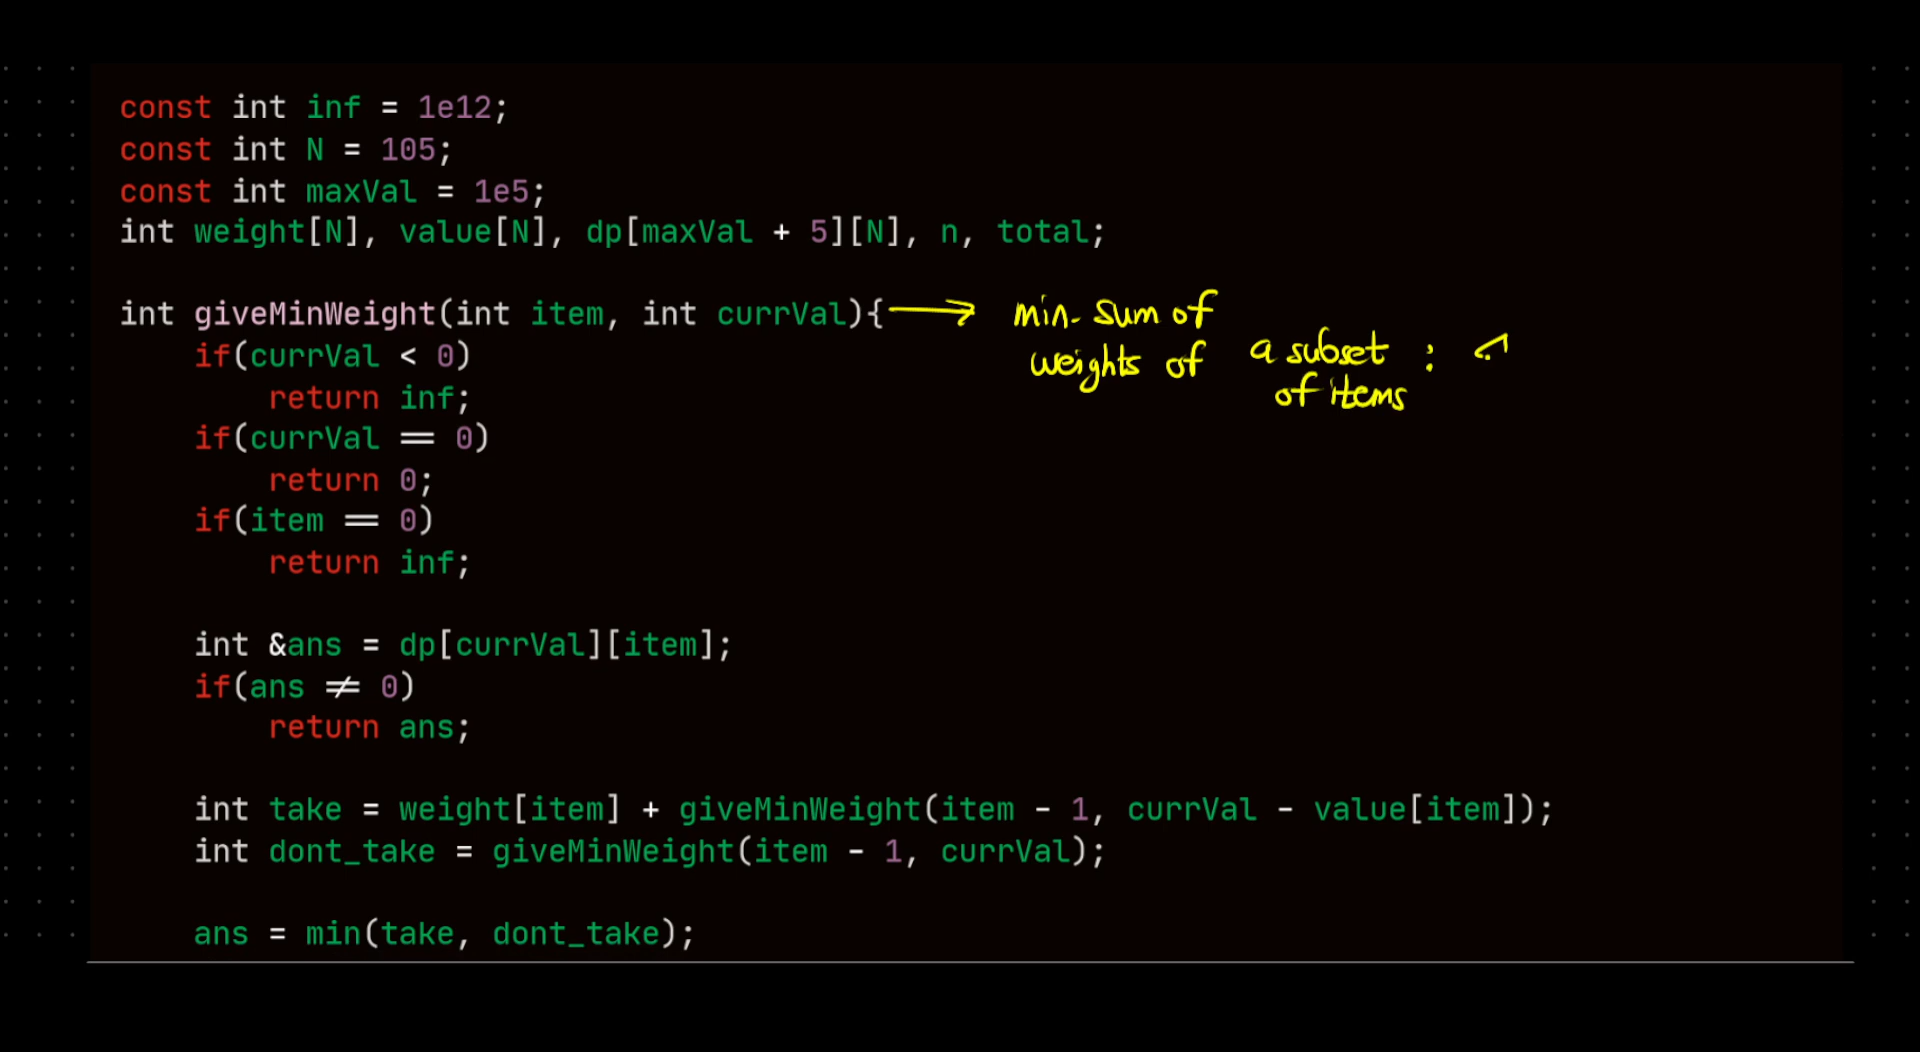 const int inf = 1e12;
const int N = 105;
const int maxVal = 1e5;
int weight[N], value[N], dp[maxVal + 5][N], n, total;
int giveMinWeight(int item, int currVal){ → min. sum of
weights of a subset :
of items
if(currVal < 0)
return inf;
if(currVal == 0)
return 0;
if(item == 0)
return inf;
int &ans = dp[currVal][item];
if(ans ≠ 0)
return ans;
int take = weight[item] + giveMinWeight(item - 1, currVal - value[item]);
int dont_take = giveMinWeight(item - 1, currVal);
ans = min(take, dont_take);